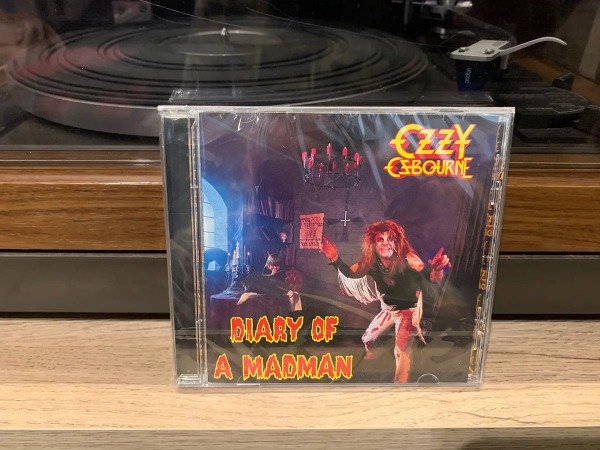 OZZY
OSBOURNE
DIARY OF
A MADMAN